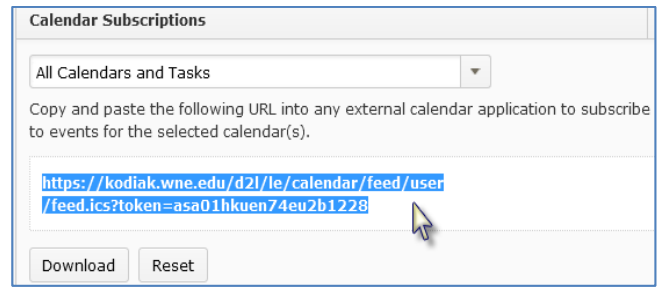 Calendar Subscriptions
All Calendars and Tasks
Copy and paste the following URL into any external calendar application to subscribe
to events for the selected calendar(s).
https://kodiak.wne.edu/d2l/le/calendar/feed/user
/feed.ics?token=asa01hkuen74eu2b1228
Download Reset